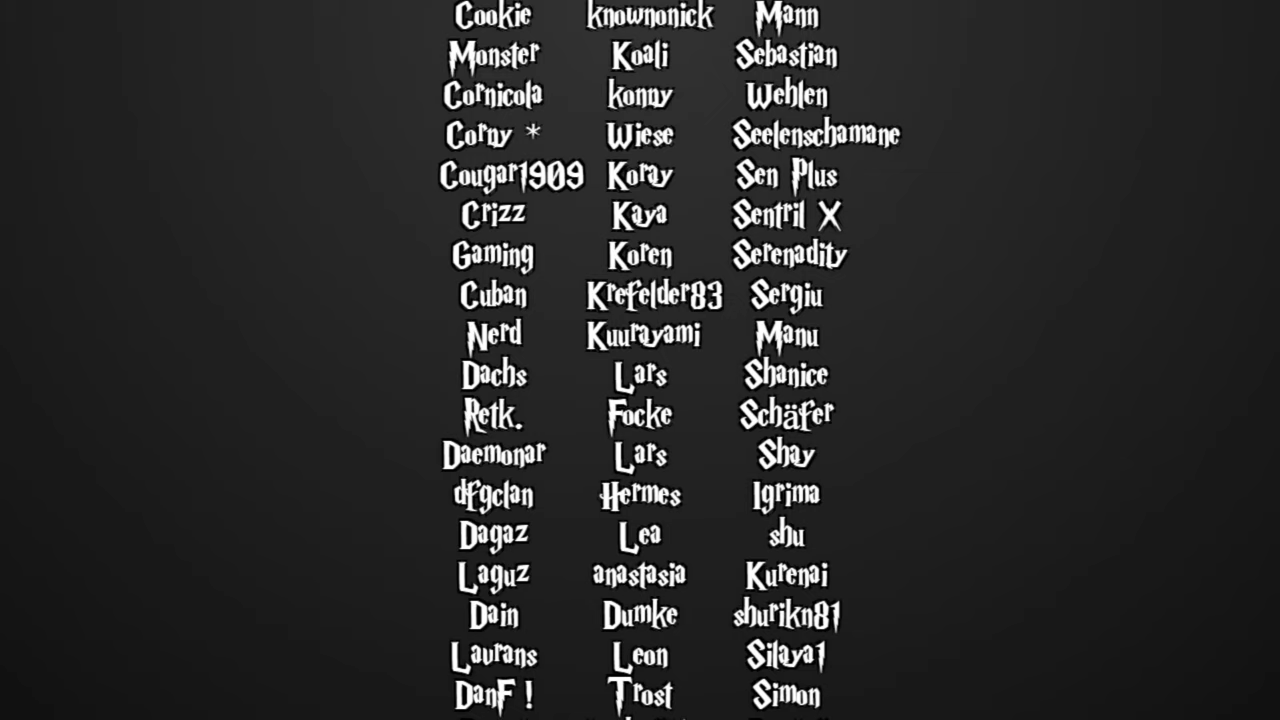 Cookie knownonick Mann
Monster Koali Sebastian
Cornicola konny Wehlen
Corny * Wiese Seelenschamane
Cougar1909 Koray Sen Plus
Crizz Kaya Sentril X
Gaming Koren Serenadity
Cuban Krefelder83 Sergiu
Nerd Kuurayami Manu
Dachs Lars Shanice
Retk. Focke Schäfer
Daemonar Lars Shay
dfgclan Hermes Igrima
Dagaz Lea shu
Laguz anastasia Kurenai
Dain Dumke shurikn81
Lavrans Leon Silaya1
DanF ! Trost Simon